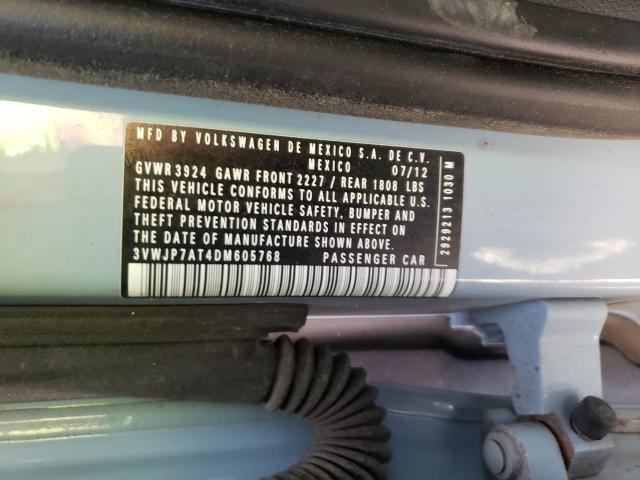 MFD BY VOLKSWAGEN DE MEXICO S.A. DE C.V.
MEXICO 07/12
GVWR 3924 GAWR FRONT 2227 / REAR 1808 LBS
THIS VEHICLE CONFORMS TO ALL APPLICABLE U.S.
FEDERAL MOTOR VEHICLE SAFETY, BUMPER AND
THEFT PREVENTION STANDARDS IN EFFECT ON
THE DATE OF MANUFACTURE SHOWN ABOVE.
3VWJP7AT4DM605768 PASSENGER CAR
2929213 1030 M